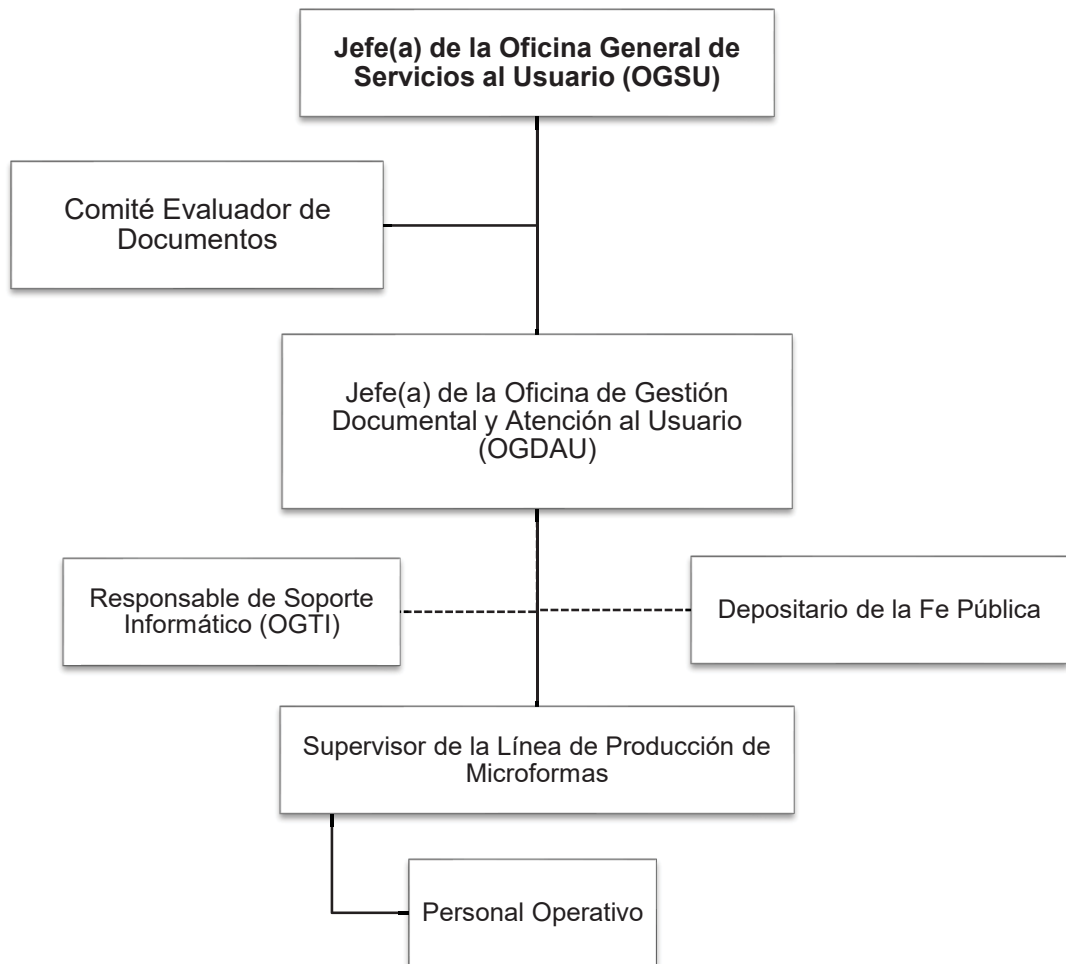 Jefe(a) de la Oficina General de
Servicios al Usuario (OGSU)
Comité Evaluador de
Documentos
Jefe(a) de la Oficina de Gestión
Documental y Atención al Usuario
(OGDAU)
Responsable de Soporte
Informático (OGTI)
Depositario de la Fe Pública
Supervisor de la Línea de Producción de
Microformas
Personal Operativo